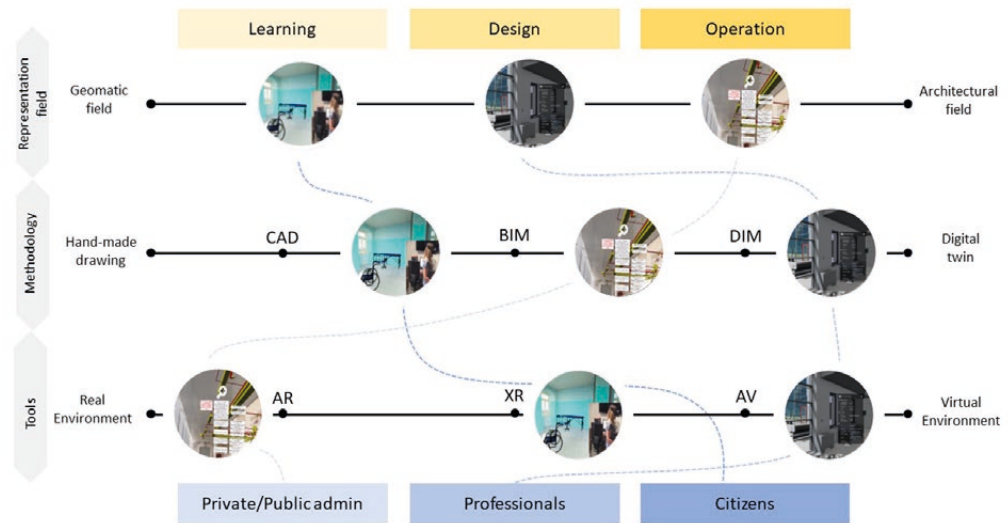 Learning
Design
Operation
Representation
field
Geomatic
field
Architectural
field
Methodology
Hand-made
drawing
CAD
BIM
DIM
Digital
twin
Tools
Real
Environment
AR
XR
AV
Virtual
Environment
Private/Public admin
Professionals
Citizens